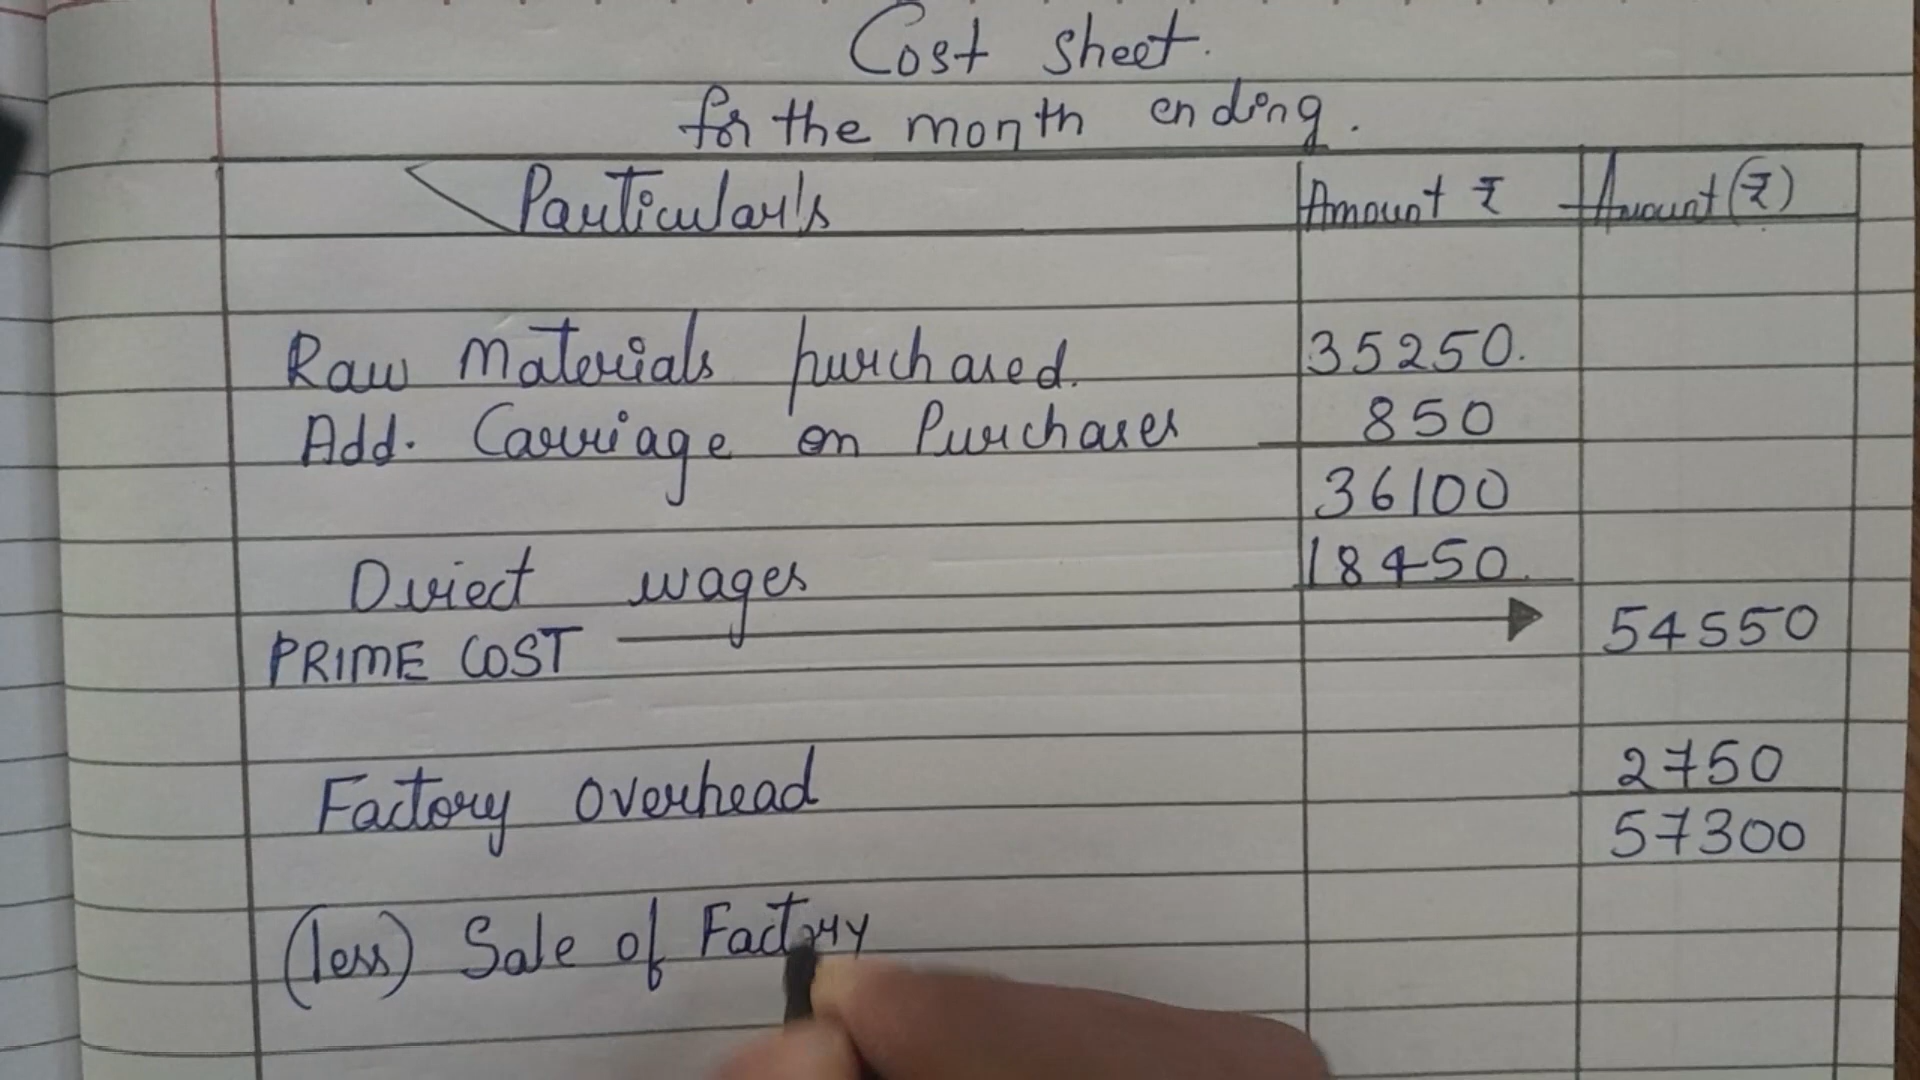 Cost sheet.
for the month ending.
Particular's Amount ₹ Amount (₹)
Raw Materials purchased. 35250.
Add. Carriage on Purchases 850
36100
Direct wages 18450.
PRIME COST 54550
Factory Overhead 2750
57300
(less) Sale of Factory